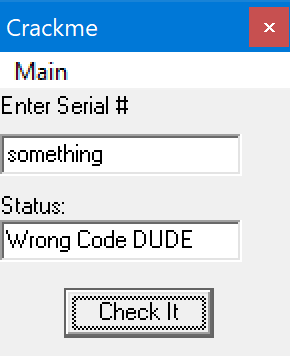 Crackme
Main
Enter Serial #
something
Status:
Wrong Code DUDE
Check It